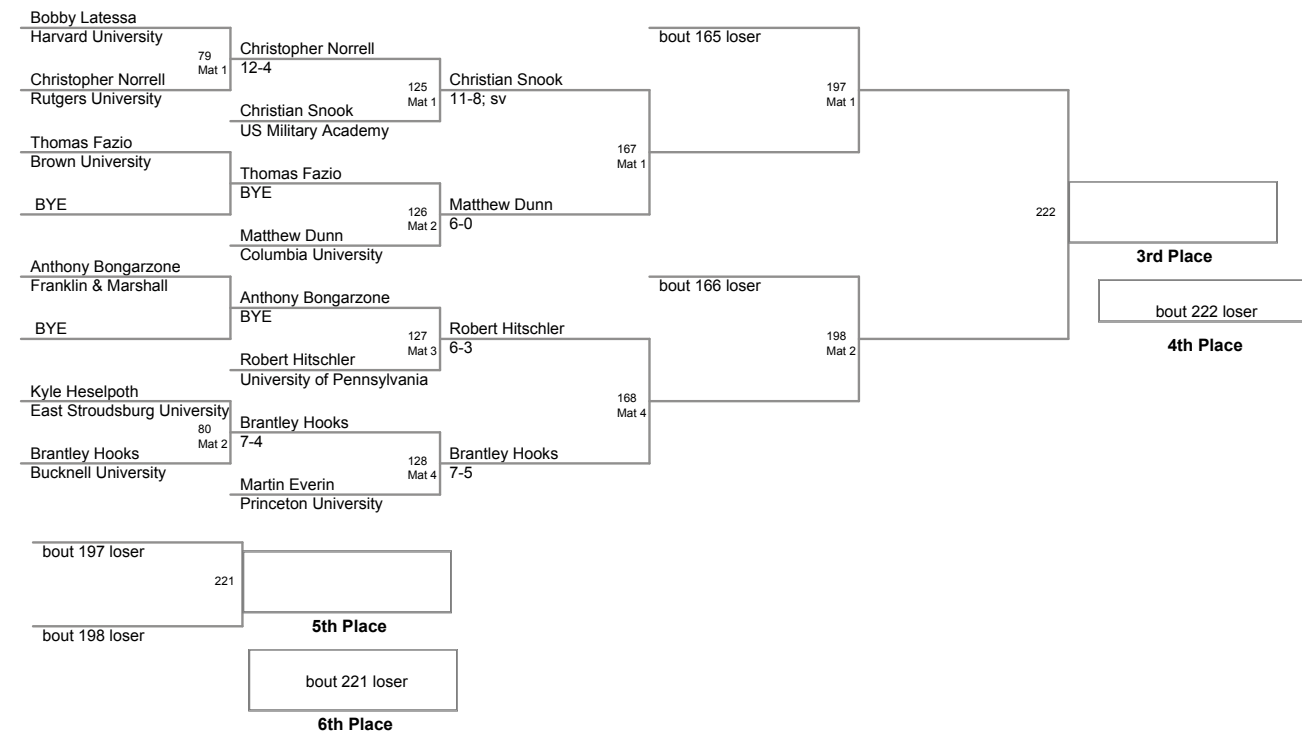 Bobby Latessa
Harvard University
79
Mat 1
Christopher Norrell
Rutgers University
Thomas Fazio
Brown University
BYE
Anthony Bongarzone
Franklin & Marshall
BYE
Kyle Heselpoth
East Stroudsburg University
80
Mat 2
Brantley Hooks
Bucknell University
Christopher Norrell
12-4
125
Mat 1
Christian Snook
US Military Academy
Thomas Fazio
BYE
126
Mat 2
Matthew Dunn
Columbia University
Anthony Bongarzone
BYE
127
Mat 3
Robert Hitschler
University of Pennsylvania
Brantley Hooks
7-4
128
Mat 4
Martin Everin
Princeton University
Christian Snook
11-8; sv
167
Mat 1
Matthew Dunn
6-0
Robert Hitschler
6-3
168
Mat 4
Brantley Hooks
7-5
bout 165 loser
197
Mat 1
bout 166 loser
198
Mat 2
222
3rd Place
bout 222 loser
4th Place
bout 197 loser
221
bout 198 loser
5th Place
bout 221 loser
6th Place